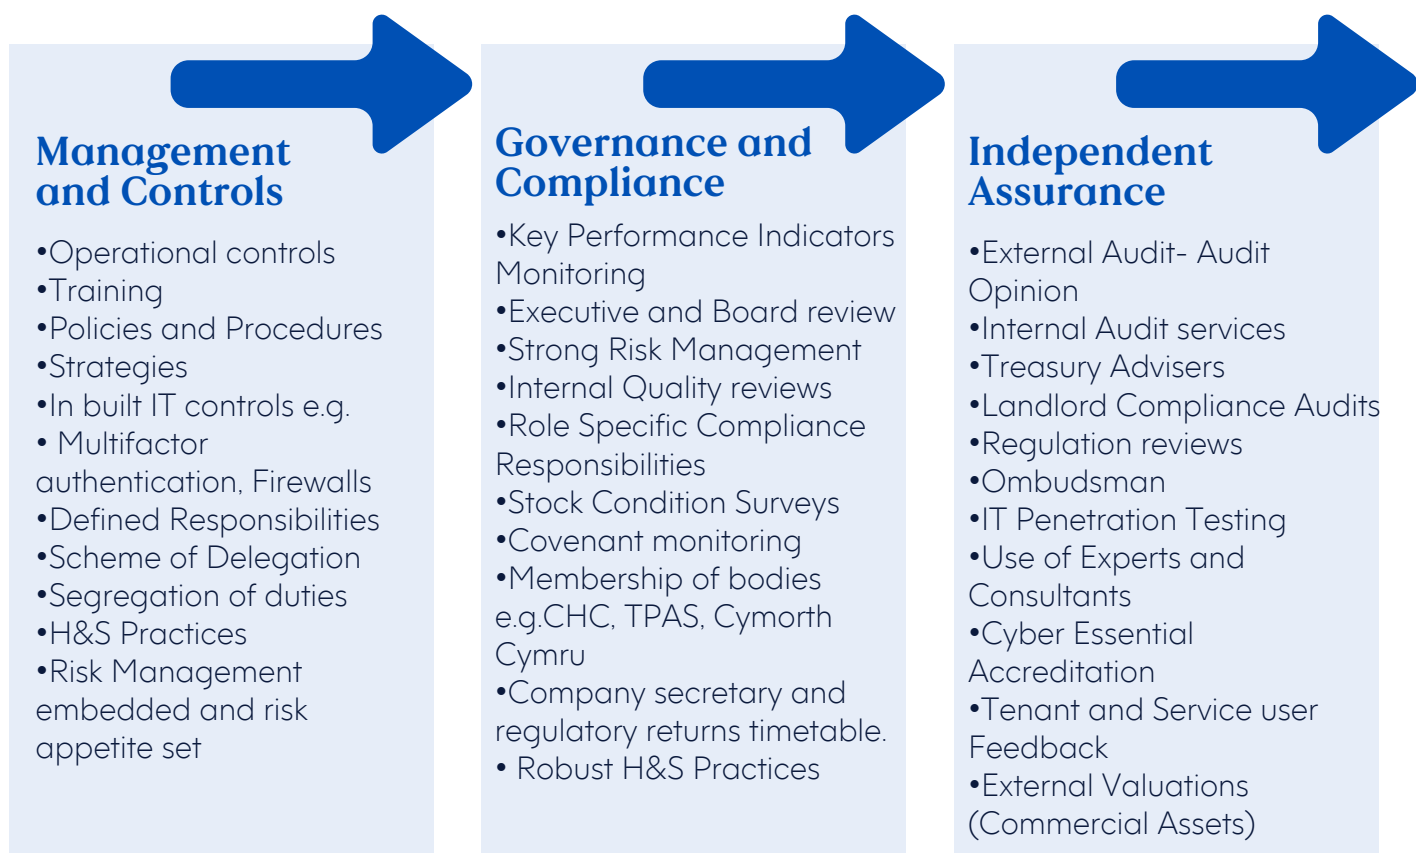 Management
and Controls
•Operational controls
•Training
•Policies and Procedures
•Strategies
•In built IT controls e.g.
• Multifactor
authentication, Firewalls
•Defined Responsibilities
•Scheme of Delegation
•Segregation of duties
•H&S Practices
•Risk Management
embedded and risk
appetite set
Governance and
Compliance
•Key Performance Indicators
Monitoring
•Executive and Board review
•Strong Risk Management
•Internal Quality reviews
•Role Specific Compliance
Responsibilities
•Stock Condition Surveys
•Covenant monitoring
•Membership of bodies
e.g.CHC, TPAS, Cymorth
Cymru
•Company secretary and
regulatory returns timetable.
• Robust H&S Practices
Independent
Assurance
•External Audit- Audit
Opinion
•Internal Audit services
•Treasury Advisers
•Landlord Compliance Audits
•Regulation reviews
•Ombudsman
•IT Penetration Testing
•Use of Experts and
Consultants
•Cyber Essential
Accreditation
•Tenant and Service user
Feedback
•External Valuations
(Commercial Assets)